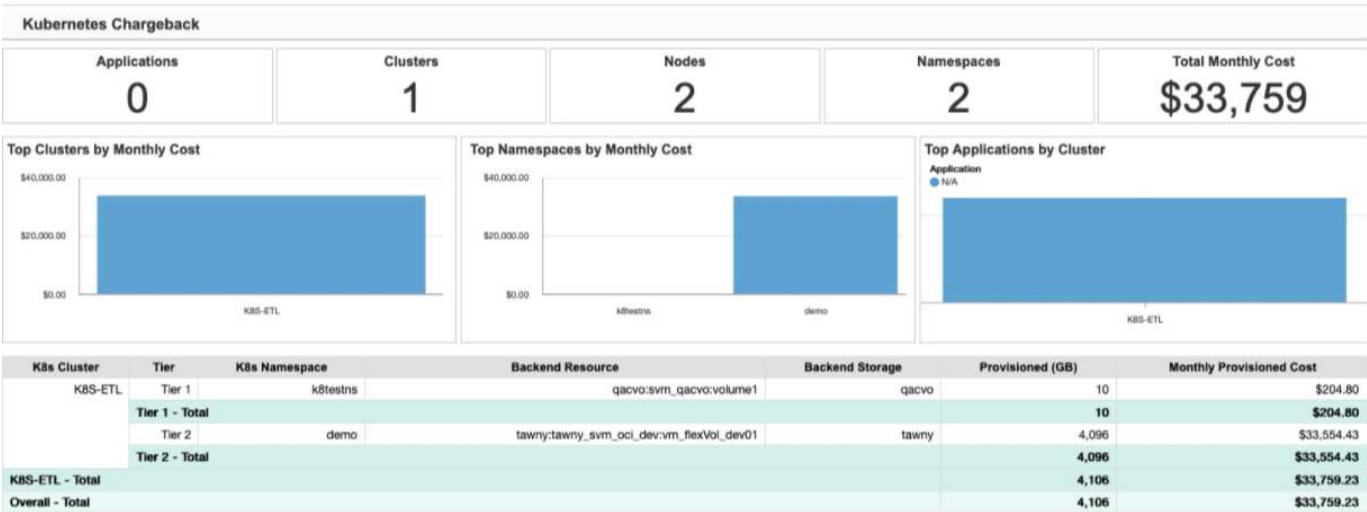 Kubernetes Chargeback
Applications Clusters Nodes Namespaces Total Monthly Cost
0 1 2 2 $33,759
Top Clusters by Monthly Cost
$40,000.00
$20,000.00
$0.00
K8S-ETL
Top Namespaces by Monthly Cost
$40,000.00
$20,000.00
$0.00
k8testns demo
Top Applications by Cluster
Application
N/A
K8S-ETL
K8s Cluster Tier K8s Namespace Backend Resource Backend Storage Provisioned (GB) Monthly Provisioned Cost
K8S-ETL Tier 1 k8testns qacvo:svm_qacvo:volume1 qacvo 10 $204.80
Tier 1 - Total 10 $204.80
Tier 2 demo tawny:tawny_svm_oci_dev:vm_flexVol_dev01 tawny 4,096 $33,554.43
Tier 2 - Total 4,096 $33,554.43
K8S-ETL - Total 4,106 $33,759.23
Overall - Total 4,106 $33,759.23